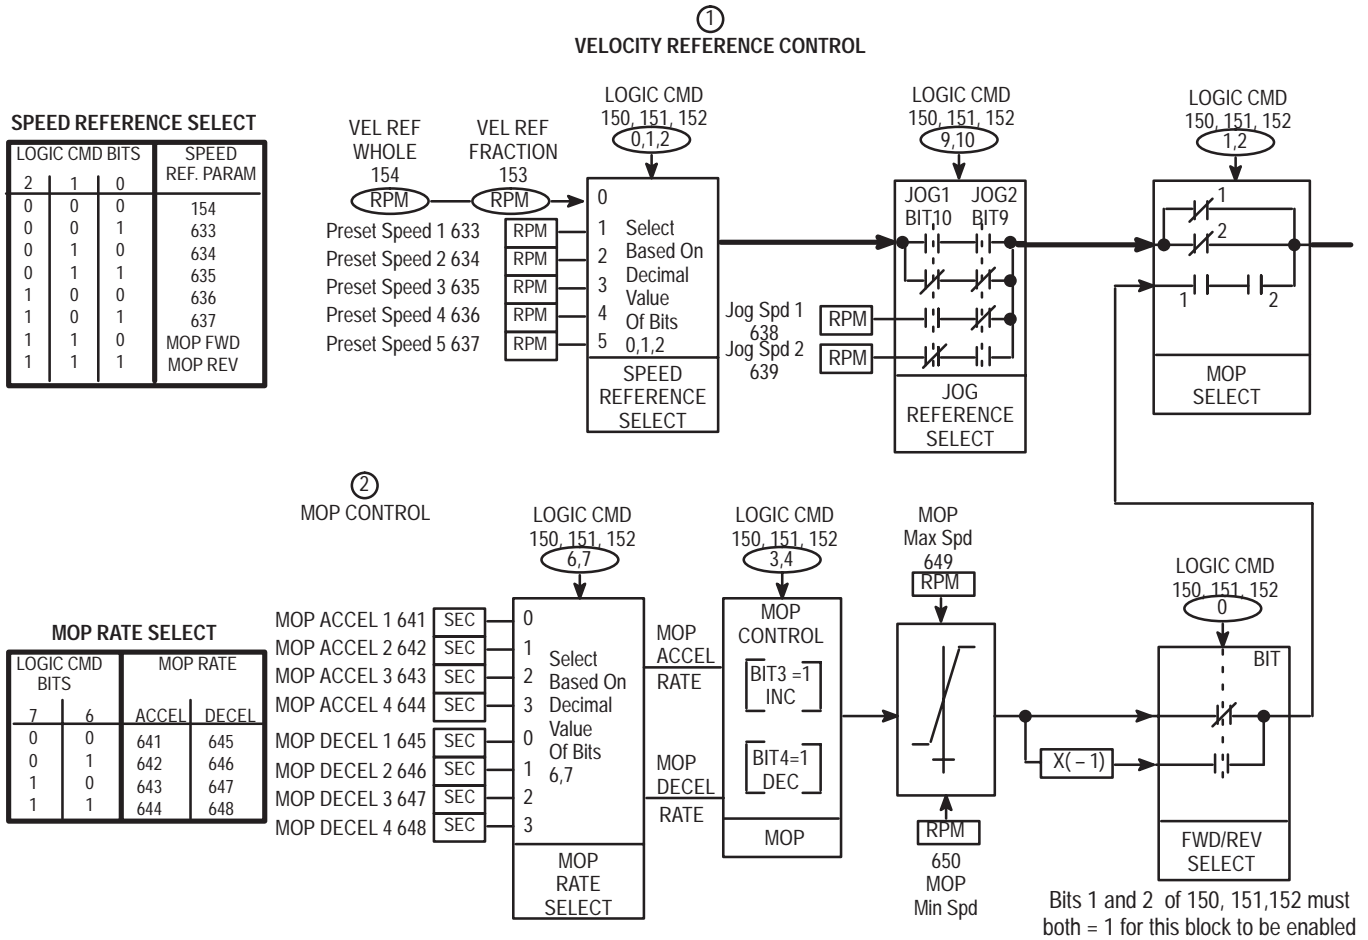 1
VELOCITY REFERENCE CONTROL
SPEED REFERENCE SELECT
LOGIC CMD BITS SPEED REF. PARAM
2 1 0
0 0 0 154
0 0 1 633
0 1 0 634
0 1 1 635
1 0 0 636
1 0 1 637
1 1 0 MOP FWD
1 1 1 MOP REV
VEL REF
WHOLE
154
RPM
VEL REF
FRACTION
153
RPM
Preset Speed 1 633 RPM
Preset Speed 2 634 RPM
Preset Speed 3 635 RPM
Preset Speed 4 636 RPM
Preset Speed 5 637 RPM
LOGIC CMD
150, 151, 152
0,1,2
0
1
2
3
4
5
Select
Based On
Decimal
Value
Of Bits
0,1,2
SPEED
REFERENCE
SELECT
LOGIC CMD
150, 151, 152
9,10
JOG1 JOG2
BIT10 BIT9
Jog Spd 1
638
RPM
Jog Spd 2
639
RPM
JOG
REFERENCE
SELECT
LOGIC CMD
150, 151, 152
1,2
1
2
1 2
MOP
SELECT
2
MOP CONTROL
MOP RATE SELECT
LOGIC CMD BITS MOP RATE
7 6 ACCEL DECEL
0 0 641 645
0 1 642 646
1 0 643 647
1 1 644 648
MOP ACCEL 1 641 SEC
MOP ACCEL 2 642 SEC
MOP ACCEL 3 643 SEC
MOP ACCEL 4 644 SEC
MOP DECEL 1 645 SEC
MOP DECEL 2 646 SEC
MOP DECEL 3 647 SEC
MOP DECEL 4 648 SEC
LOGIC CMD
150, 151, 152
6,7
0
1
2
3
0
1
2
3
Select
Based On
Decimal
Value
Of Bits
6,7
MOP
RATE
SELECT
MOP
ACCEL
RATE
MOP
DECEL
RATE
LOGIC CMD
150, 151, 152
3,4
MOP
CONTROL
BIT3 =1
INC
BIT4=1
DEC
MOP
MOP
Max Spd
649
RPM
RPM
650
MOP
Min Spd
X( – 1)
LOGIC CMD
150, 151, 152
0
BIT
FWD/REV
SELECT
Bits 1 and 2 of 150, 151,152 must
both = 1 for this block to be enabled